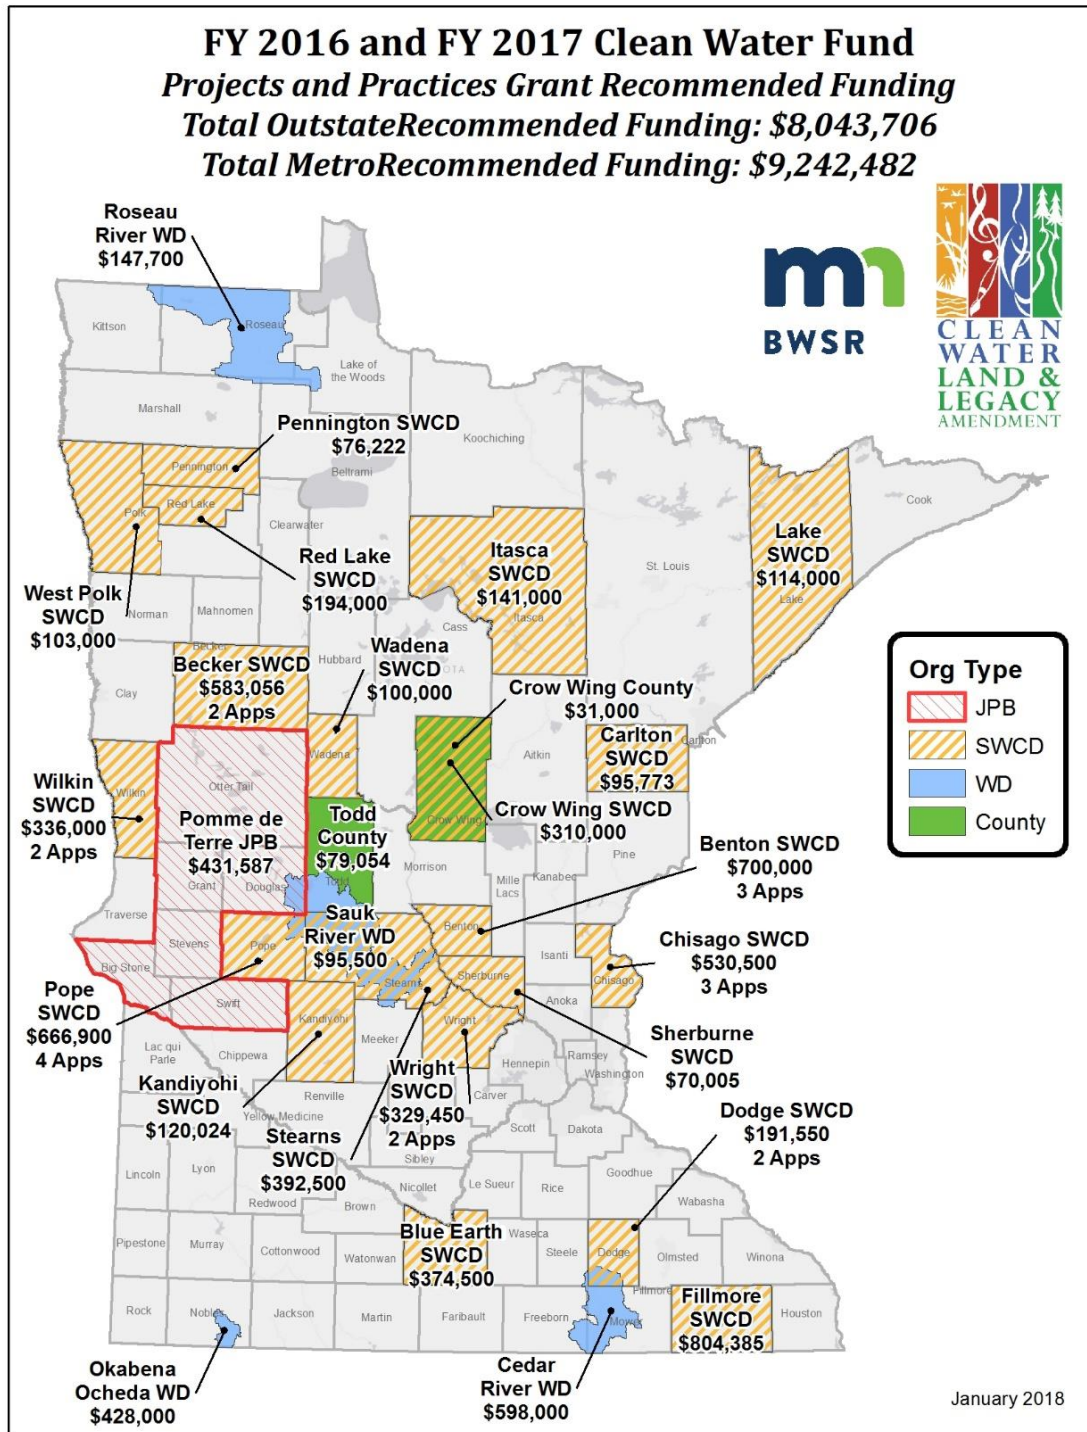 FY 2016 and FY 2017 Clean Water Fund
Projects and Practices Grant Recommended Funding
Total OutstateRecommended Funding: $8,043,706
Total MetroRecommended Funding: $9,242,482
Roseau
River WD
$147,700
mn
BWSR
CLEAN
WATER
LAND &
LEGACY
AMENDMENT
Kittson
Roseau
Lake of
the Woods
Marshall
Koochiching
Pennington SWCD
$76,222
Pennington
Beltrami
Polk
Red Lake
Clearwater
Cook
Red Lake
SWCD
$194,000
Itasca
SWCD
$141,000
Itasca
St. Louis
Lake
SWCD
$114,000
Lake
West Polk
SWCD
$103,000
Norman
Mahnomen
Cass
Becker
Becker SWCD
$583,056
2 Apps
Hubbard
Wadena
SWCD
$100,000
Wadena
Clay
Crow Wing County
$31,000
Crow Wing
Aitkin
Carlton
SWCD
$95,773
Carlton
Org Type
JPB
SWCD
WD
County
Wilkin
SWCD
$336,000
2 Apps
Wilkin
Otter Tail
Pomme de
Terre JPB
$431,587
Todd
County
$79,054
Todd
Crow Wing SWCD
$310,000
Morrison
Mille
Lacs
Kanabec
Pine
Benton SWCD
$700,000
3 Apps
Grant
Douglas
Traverse
Stevens
Pope
Sauk
River WD
$95,500
Stearns
Benton
Isanti
Chisago SWCD
$530,500
3 Apps
Chisago
Big Stone
Swift
Sherburne
Anoka
Pope
SWCD
$666,900
4 Apps
Kandiyohi
Meeker
Wright
Hennepin
Ramsey
Washington
Sherburne
SWCD
$70,005
Lac qui
Parle
Chippewa
Kandiyohi
SWCD
$120,024
Renville
Yellow Medicine
Wright
SWCD
$329,450
2 Apps
Carver
Stearns
SWCD
$392,500
Sibley
Scott
Dakota
Dodge SWCD
$191,550
2 Apps
Lincoln
Lyon
Redwood
Brown
Nicollet
Le Sueur
Rice
Goodhue
Wabasha
Pipestone
Murray
Cottonwood
Watonwan
Blue Earth
SWCD
$374,500
Waseca
Steele
Dodge
Olmsted
Winona
Rock
Nobles
Jackson
Martin
Faribault
Freeborn
Mower
Fillmore
Fillmore
SWCD
$804,385
Houston
Okabena
Ocheda WD
$428,000
Cedar
River WD
$598,000
January 2018